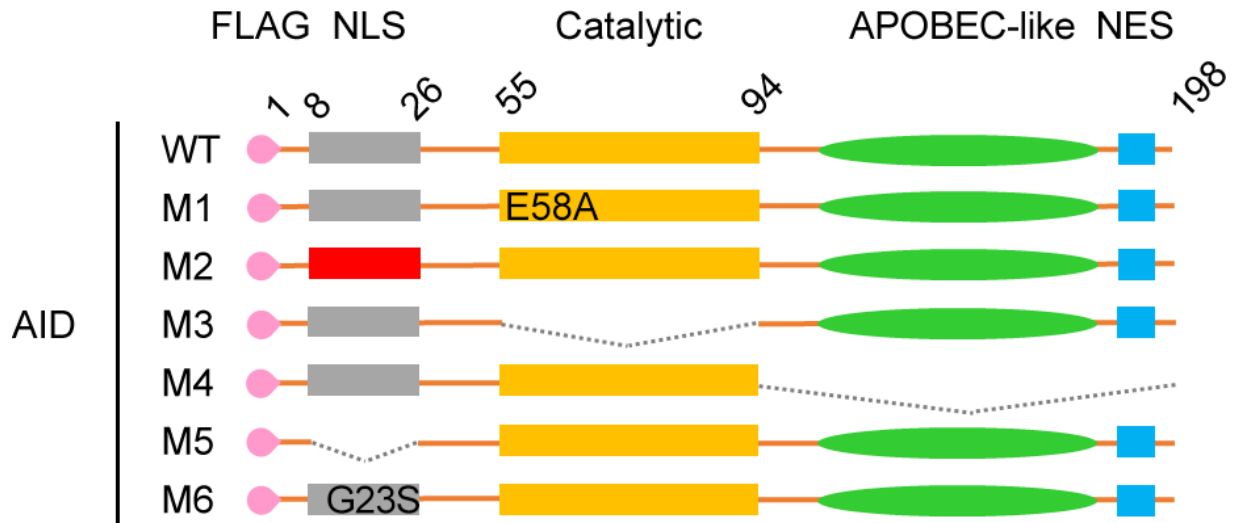 FLAG NLS Catalytic APOBEC-like NES
1 8 26 55 94 198
WT
M1 E58A
M2
M3
AID
M4
M5
M6 G23S